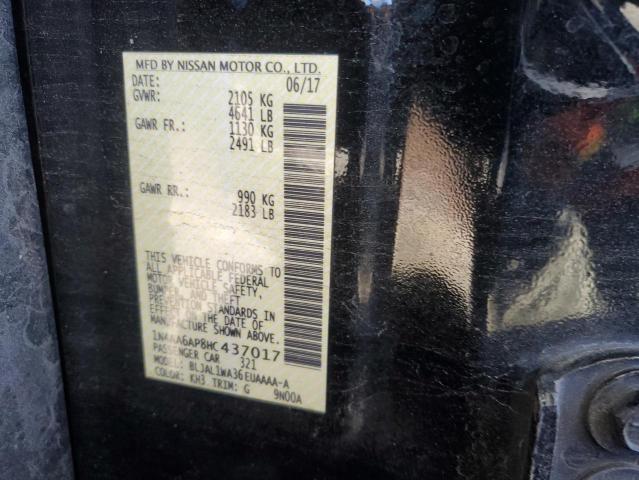 MFD BY NISSAN MOTOR CO., LTD.
DATE: 06/17
GVWR: 2105 KG
4641 LB
GAWR FR.: 1130 KG
2491 LB
GAWR RR.: 990 KG
2183 LB
THIS VEHICLE CONFORMS TO
ALL APPLICABLE FEDERAL
MOTOR VEHICLE SAFETY,
BUMPER AND THEFT
PREVENTION STANDARDS IN
EFFECT ON THE DATE OF
MANUFACTURE SHOWN ABOVE.
1N4AA6AP8HC437017
PASSENGER CAR 321
MODEL: BLJAL1WA36EUAAAA-A
COLOR: KH3 TRIM: G 9N00A